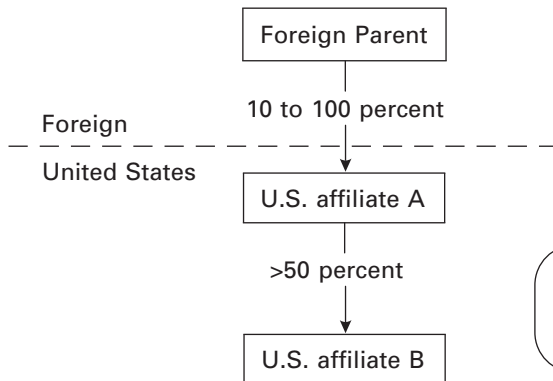 Foreign Parent
10 to 100 percent
Foreign
United States
U.S. affiliate A
>50 percent
U.S. affiliate B